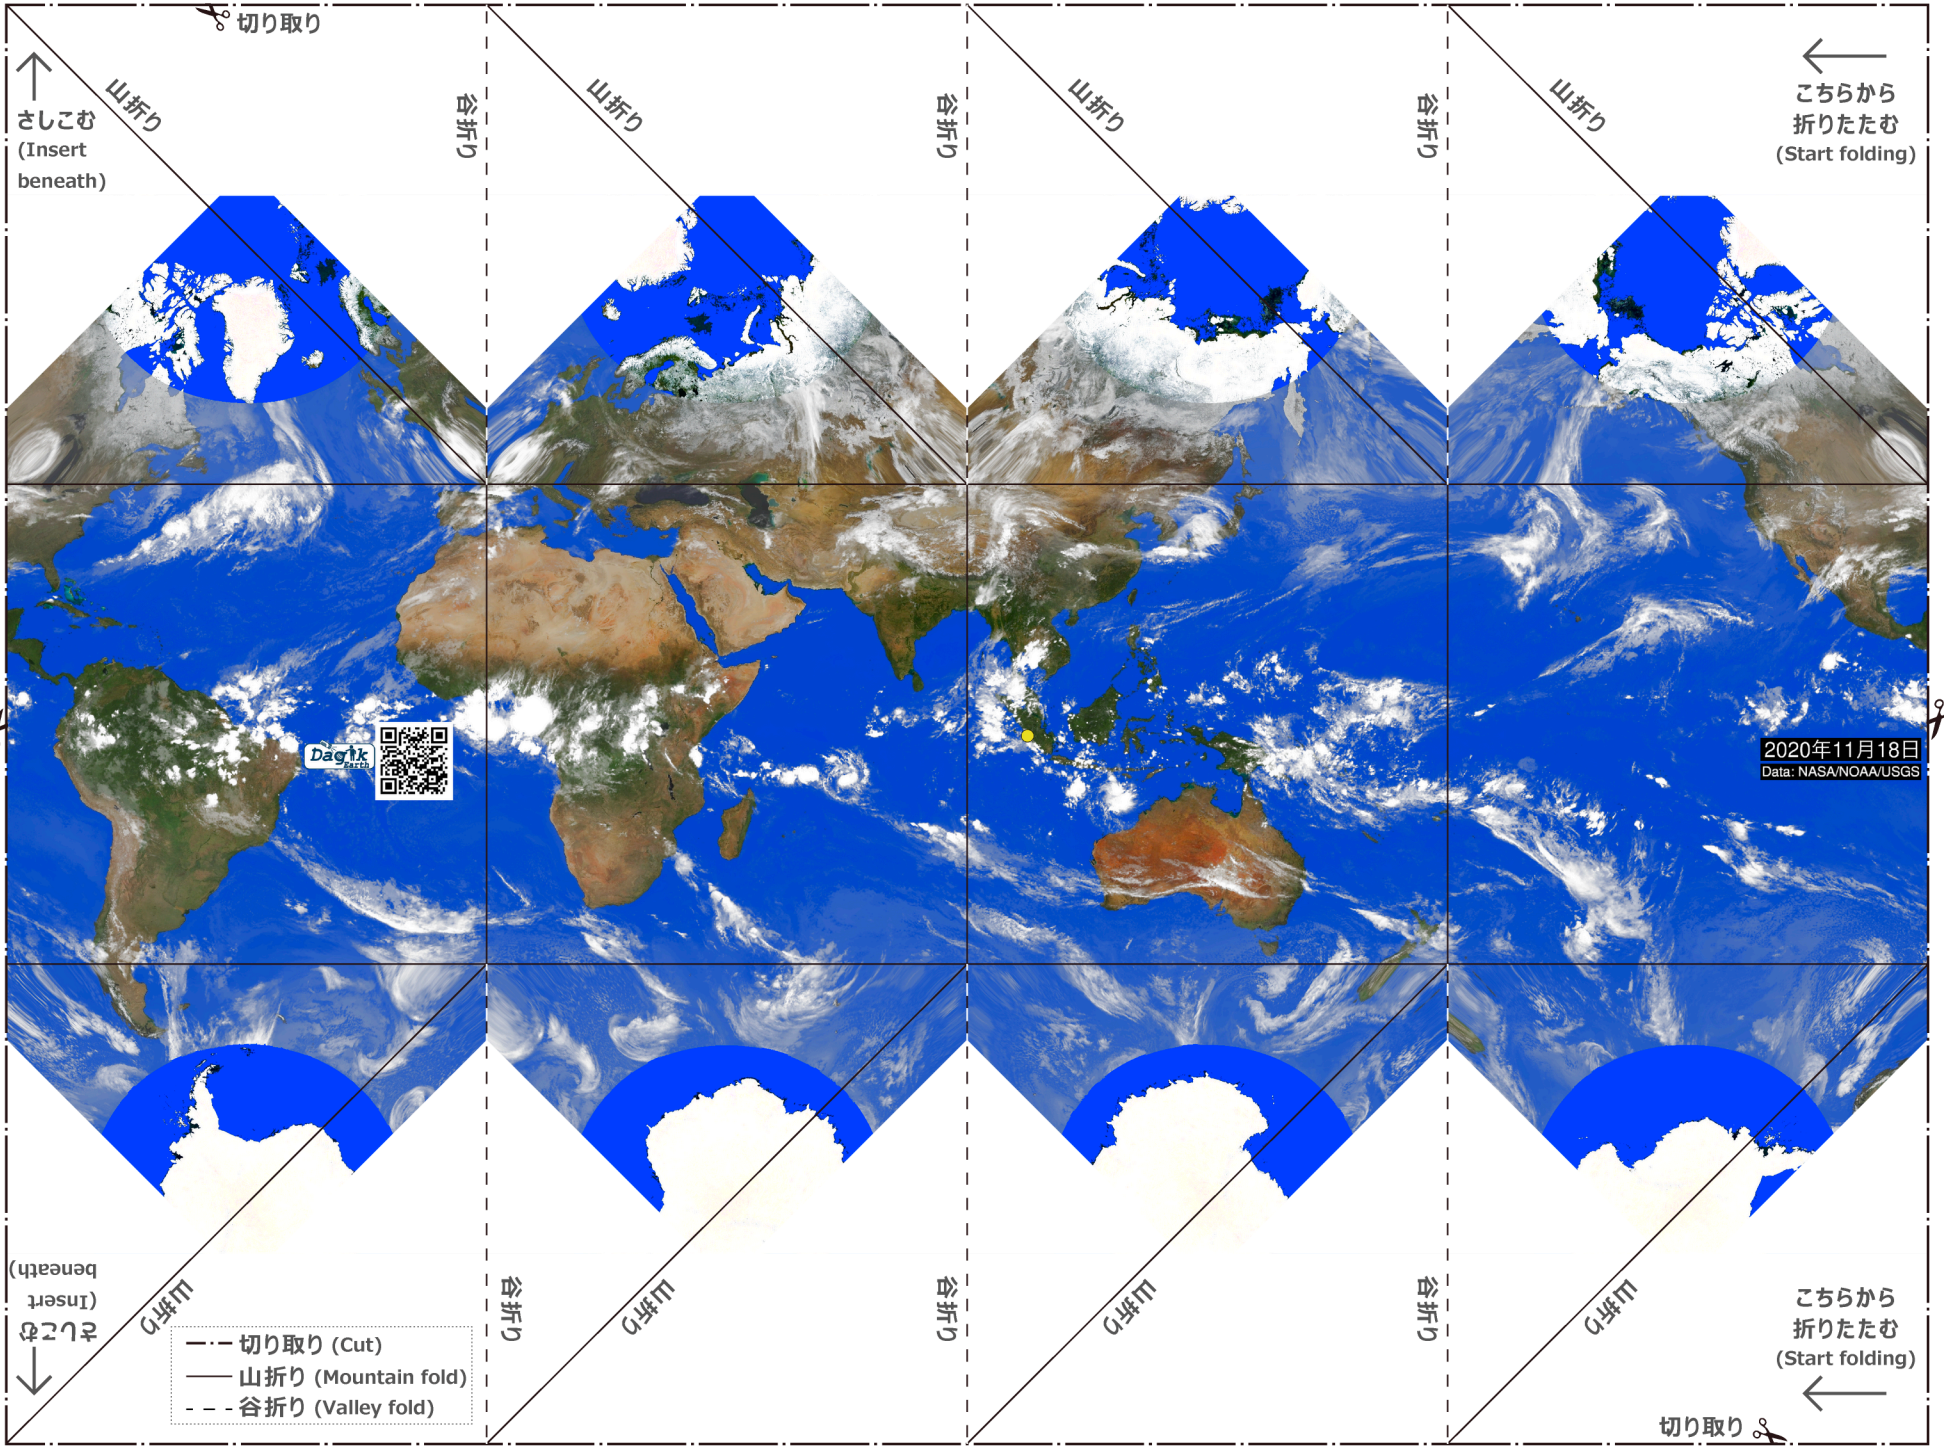 切り取り
山折り
谷折り
山折り
谷折り
山折り
谷折り
山折り
さしこむ
(Insert
beneath)
こちらから
折りたたむ
(Start folding)
Dagik
Earth
2020年11月18日
Data: NASA/NOAA/USGS
さしこむ
(Insert
beneath)
山折り
谷折り
山折り
谷折り
山折り
谷折り
山折り
こちらから
折りたたむ
(Start folding)
切り取り (Cut)
山折り (Mountain fold)
谷折り (Valley fold)
切り取り